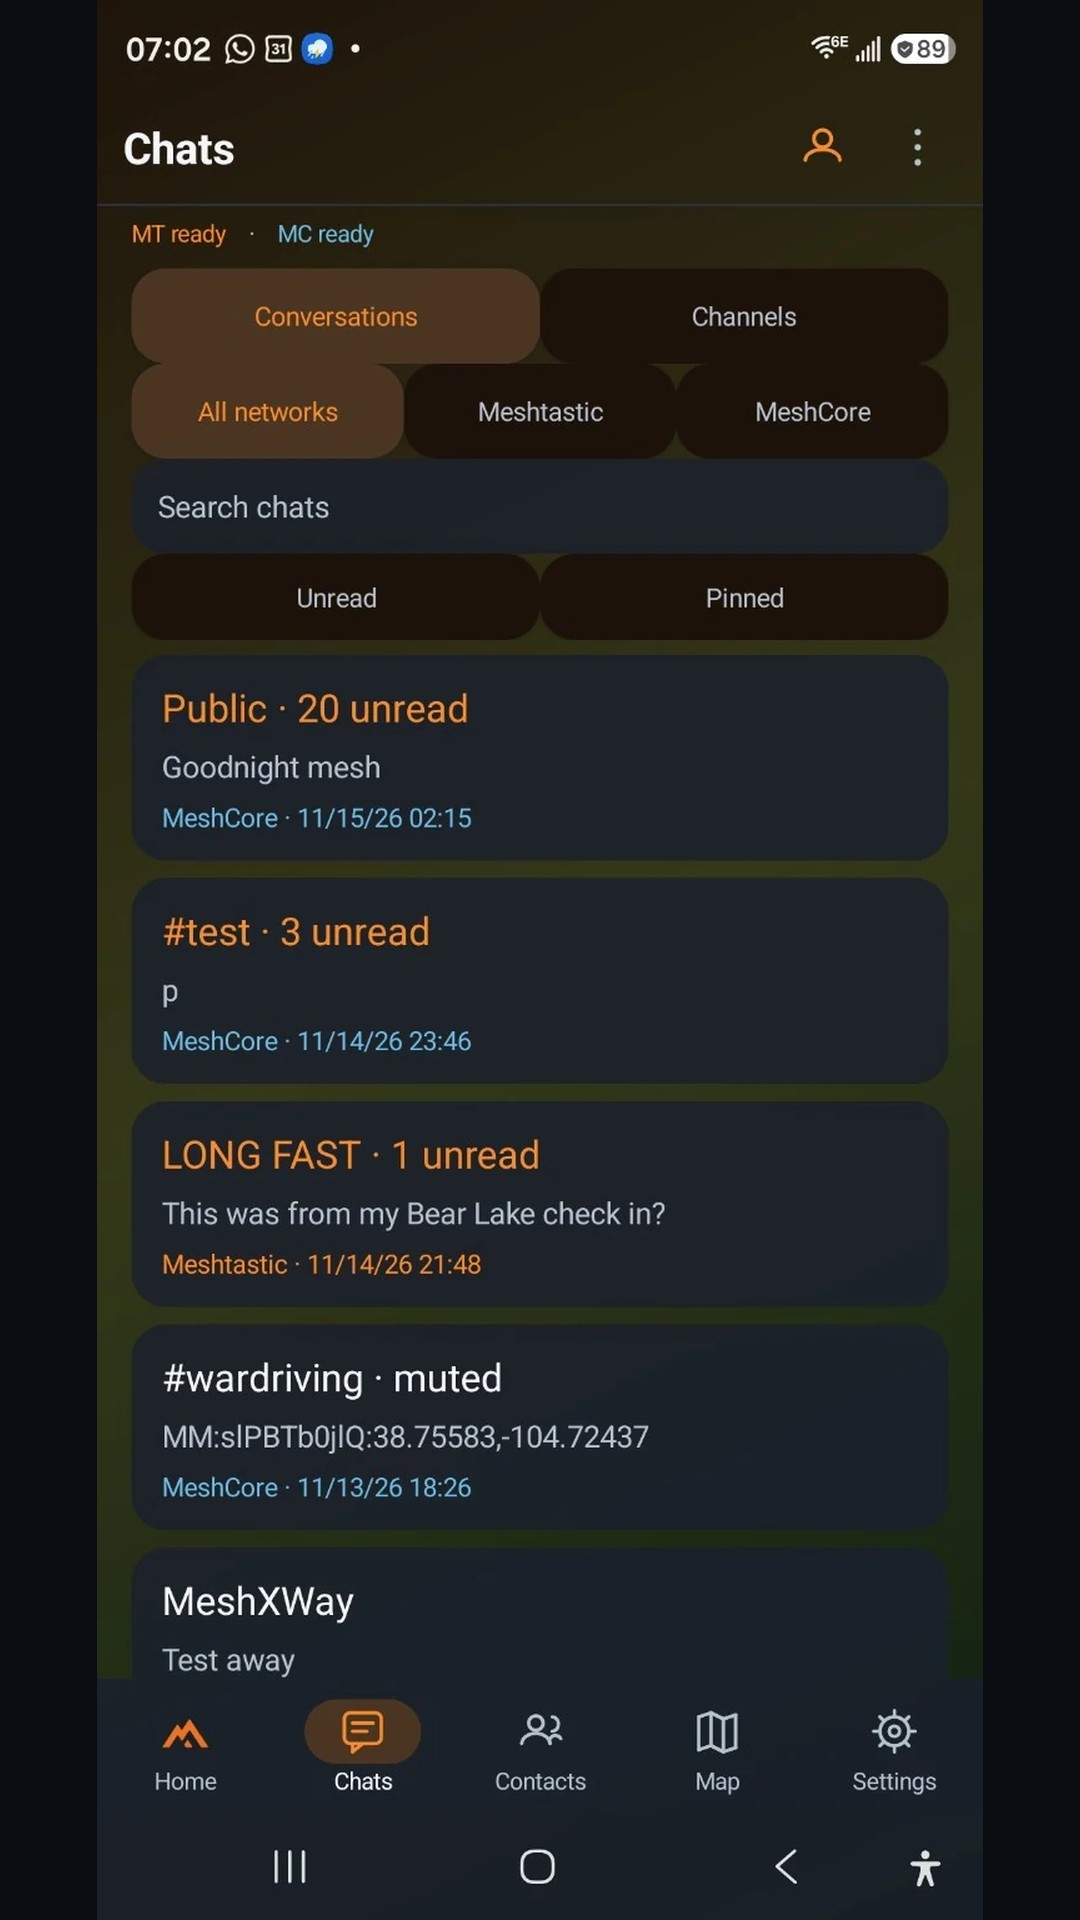 07:02 31 6E 89
Chats
MT ready · MC ready
Conversations Channels
All networks Meshtastic MeshCore
Search chats
Unread Pinned
Public · 20 unread
Goodnight mesh
MeshCore · 11/15/26 02:15
#test · 3 unread
p
MeshCore · 11/14/26 23:46
LONG FAST · 1 unread
This was from my Bear Lake check in?
Meshtastic · 11/14/26 21:48
#wardriving · muted
MM:slPBTb0jlQ:38.75583,-104.72437
MeshCore · 11/13/26 18:26
MeshXWay
Test away
Home Chats Contacts Map Settings